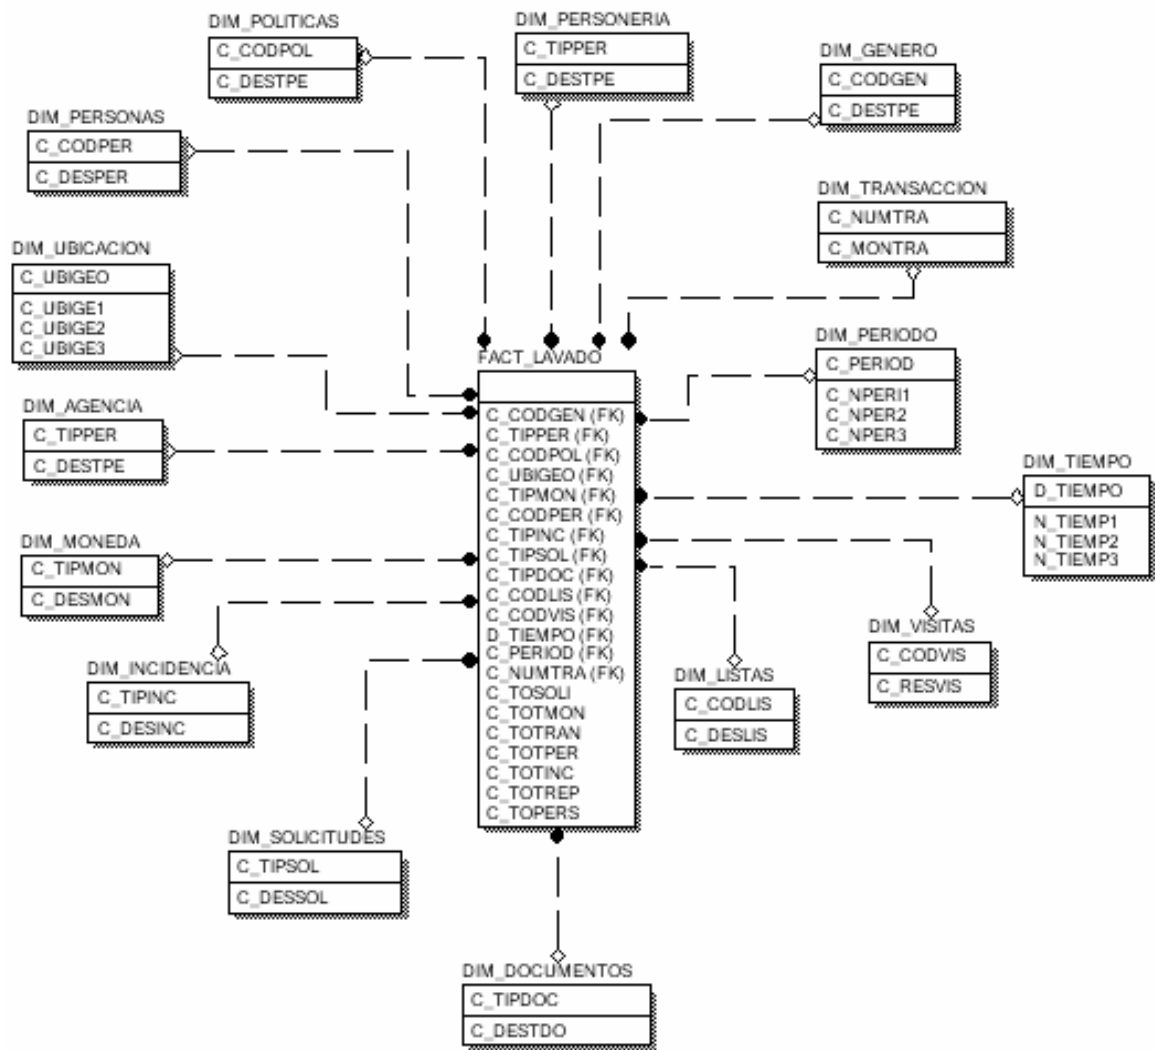 DIM_POLITICAS
C_CODPOL
C_DESTPE
DIM_PERSONERIA
C_TIPPER
C_DESTPE
DIM_GENERO
C_CODGEN
C_DESTPE
DIM_PERSONAS
C_CODPER
C_DESPER
DIM_TRANSACCION
C_NUMTRA
C_MONTRA
DIM_UBICACION
C_UBIGEO
C_UBIGE1
C_UBIGE2
C_UBIGE3
DIM_PERIODO
C_PERIOD
C_NPERI1
C_NPER2
C_NPER3
FACT_LAVADO
C_CODGEN (FK)
C_TIPPER (FK)
C_CODPOL (FK)
C_UBIGEO (FK)
C_TIPMON (FK)
C_CODPER (FK)
C_TIPINC (FK)
C_TIPSOL (FK)
C_TIPDOC (FK)
C_CODLIS (FK)
C_CODVIS (FK)
D_TIEMPO (FK)
C_PERIOD (FK)
C_NUMTRA (FK)
C_TOSOLI
C_TOTMON
C_TOTRAN
C_TOTPER
C_TOTINC
C_TOTREP
C_TOPERS
DIM_AGENCIA
C_TIPPER
C_DESTPE
DIM_TIEMPO
D_TIEMPO
N_TIEMP1
N_TIEMP2
N_TIEMP3
DIM_MONEDA
C_TIPMON
C_DESMON
DIM_VISITAS
C_CODVIS
C_RESVIS
DIM_INCIDENCIA
C_TIPINC
C_DESINC
DIM_LISTAS
C_CODLIS
C_DESLIS
DIM_SOLICITUDES
C_TIPSOL
C_DESSOL
DIM_DOCUMENTOS
C_TIPDOC
C_DESTDO